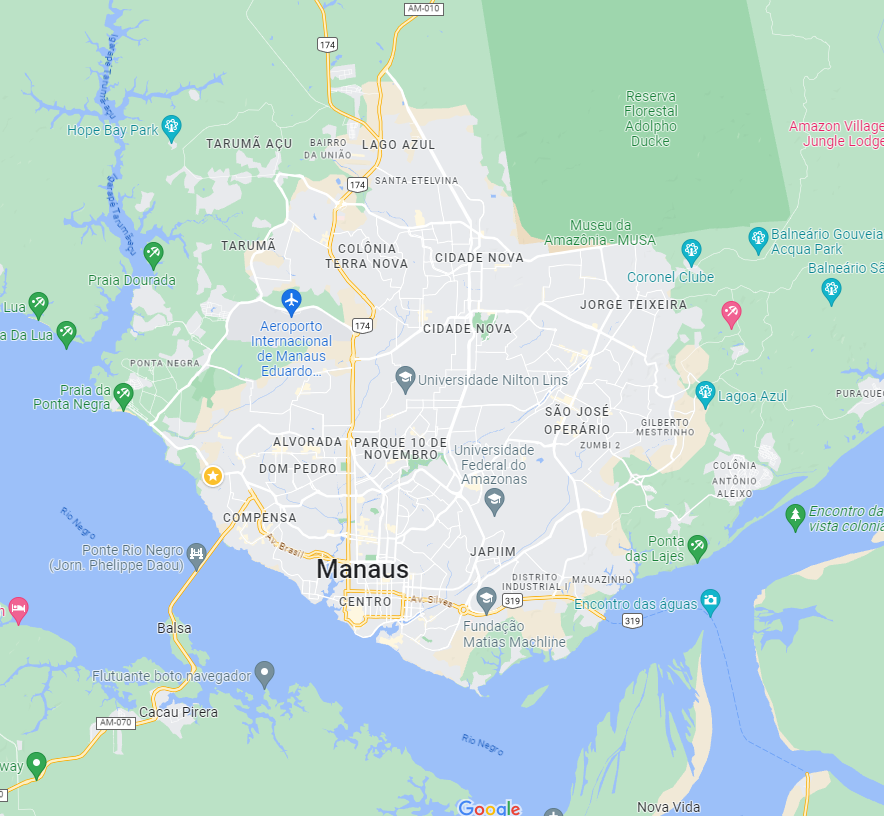 AM-010
174
Igarapé Tarumã-açu
Reserva
Florestal
Adolpho
Ducke
Hope Bay Park
Amazon Village
Jungle Lodge
TARUMÃ AÇU
BAIRRO
DA UNIÃO
LAGO AZUL
174
SANTA ETELVINA
Igarapé Tarumã-açu
Museu da
Amazônia - MUSA
TARUMÃ
COLÔNIA
TERRA NOVA
CIDADE NOVA
Balneário Gouveia
Acqua Park
Praia Dourada
Coronel Clube
Balneário Sã
Lua
JORGE TEIXEIRA
a Da Lua
Aeroporto
Internacional
de Manaus
Eduardo...
174
CIDADE NOVA
PONTA NEGRA
Universidade Nilton Lins
Praia da
Ponta Negra
Lagoa Azul
PURAQUEQ
SÃO JOSÉ
OPERÁRIO
GILBERTO
MESTRINHO
ZUMBI 2
ALVORADA
PARQUE 10 DE
NOVEMBRO
Universidade
Federal do
Amazonas
DOM PEDRO
COLÔNIA
ANTÔNIO
ALEIXO
Rio Negro
COMPENSA
Encontro da
vista colonia
Av. Brasil
Ponte Rio Negro
(Jorn. Phelippe Daou)
JAPIIM
Ponta
das Lajes
Manaus
DISTRITO
INDUSTRIAL I
MAUAZINHO
CENTRO
Av. Silves
319
Encontro das águas
319
Balsa
Fundação
Matias Machline
Flutuante boto navegador
Cacau Pirera
AM-070
Rio Negro
way
Google
Nova Vida